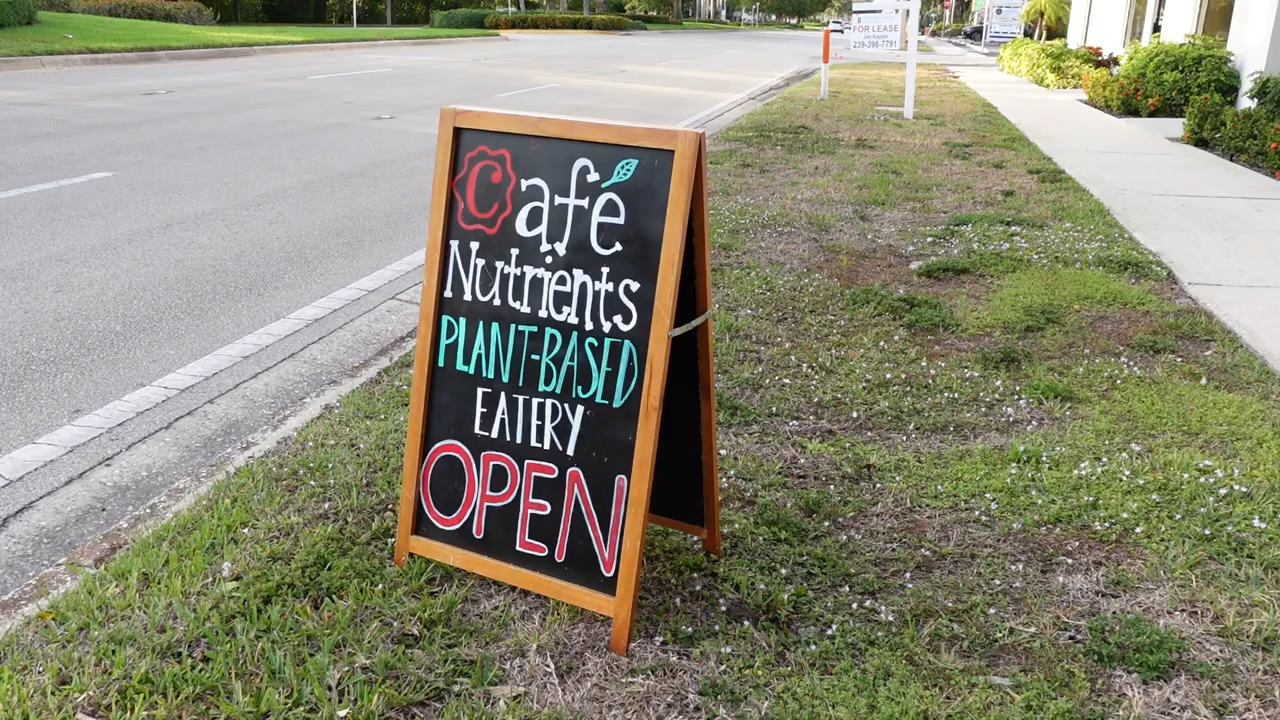 FOR LEASE
239-398-7791
Café
Nutrients
PLANT-BASED
EATERY
OPEN